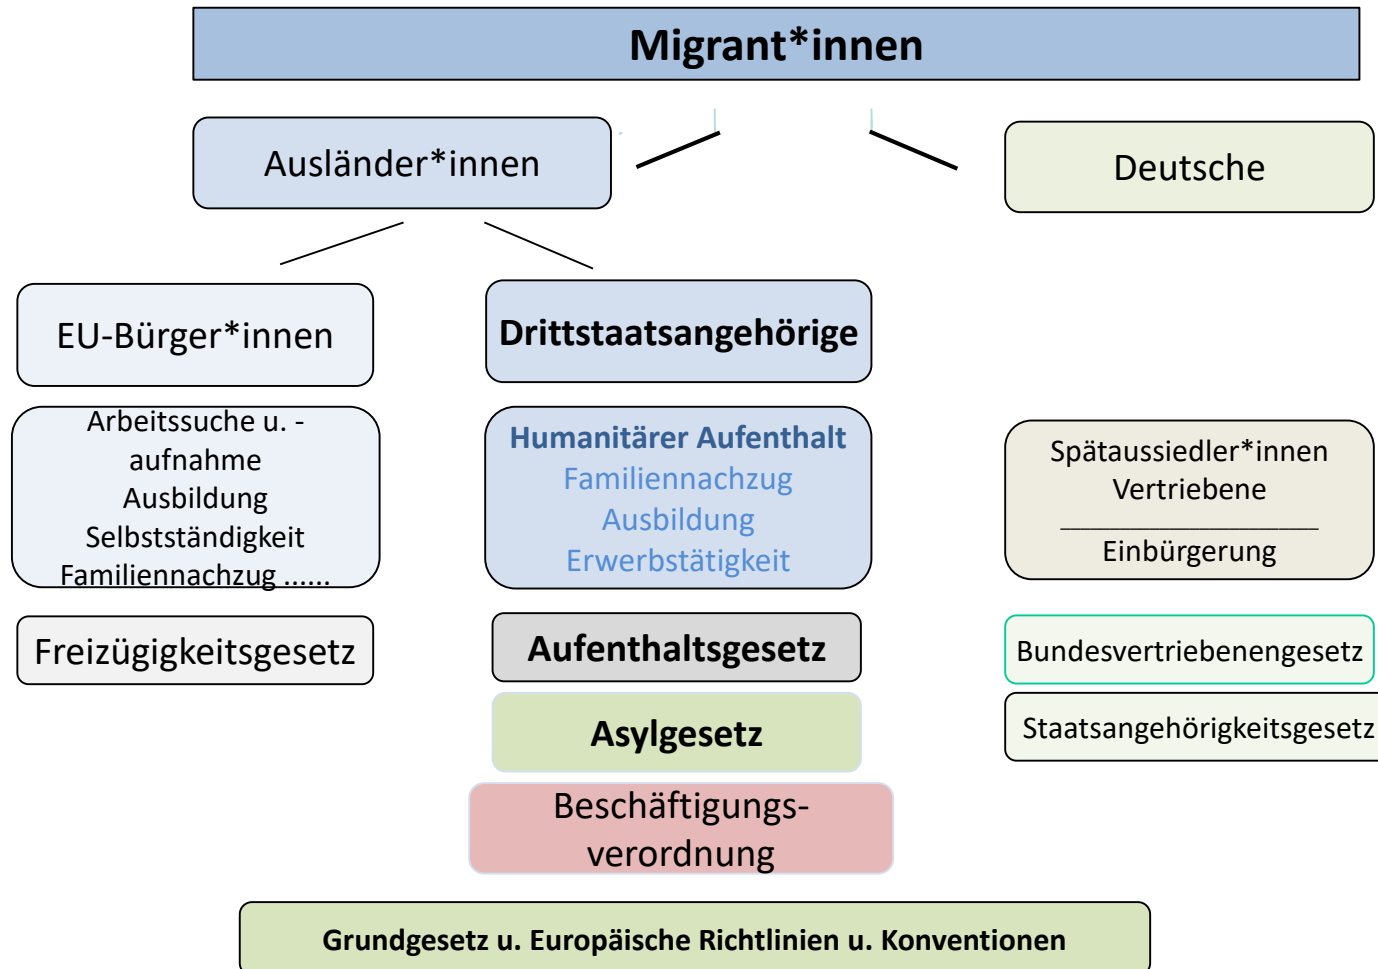 Migrant*innen
Ausländer*innen
Deutsche
EU-Bürger*innen
Drittstaatsangehörige
Arbeitssuche u. -
aufnahme
Ausbildung
Selbstständigkeit
Familiennachzug ......
Humanitärer Aufenthalt
Familiennachzug
Ausbildung
Erwerbstätigkeit
Spätaussiedler*innen
Vertriebene
Einbürgerung
Freizügigkeitsgesetz
Aufenthaltsgesetz
Bundesvertriebenengesetz
Asylgesetz
Staatsangehörigkeitsgesetz
Beschäftigungs-
verordnung
Grundgesetz u. Europäische Richtlinien u. Konventionen